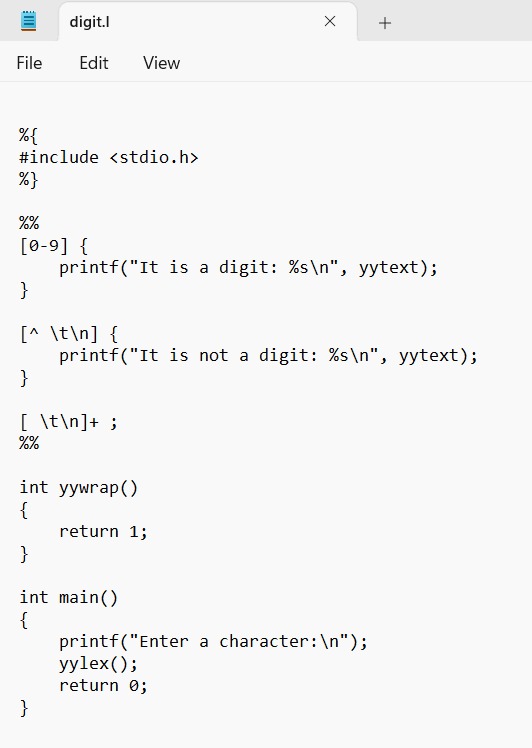 digit.l
File Edit View
%{
#include <stdio.h>
%}
%%
[0-9] {
    printf("It is a digit: %s\n", yytext);
}
[^ \t\n] {
    printf("It is not a digit: %s\n", yytext);
}
[ \t\n]+ ;
%%
int yywrap()
{
    return 1;
}
int main()
{
    printf("Enter a character:\n");
    yylex();
    return 0;
}